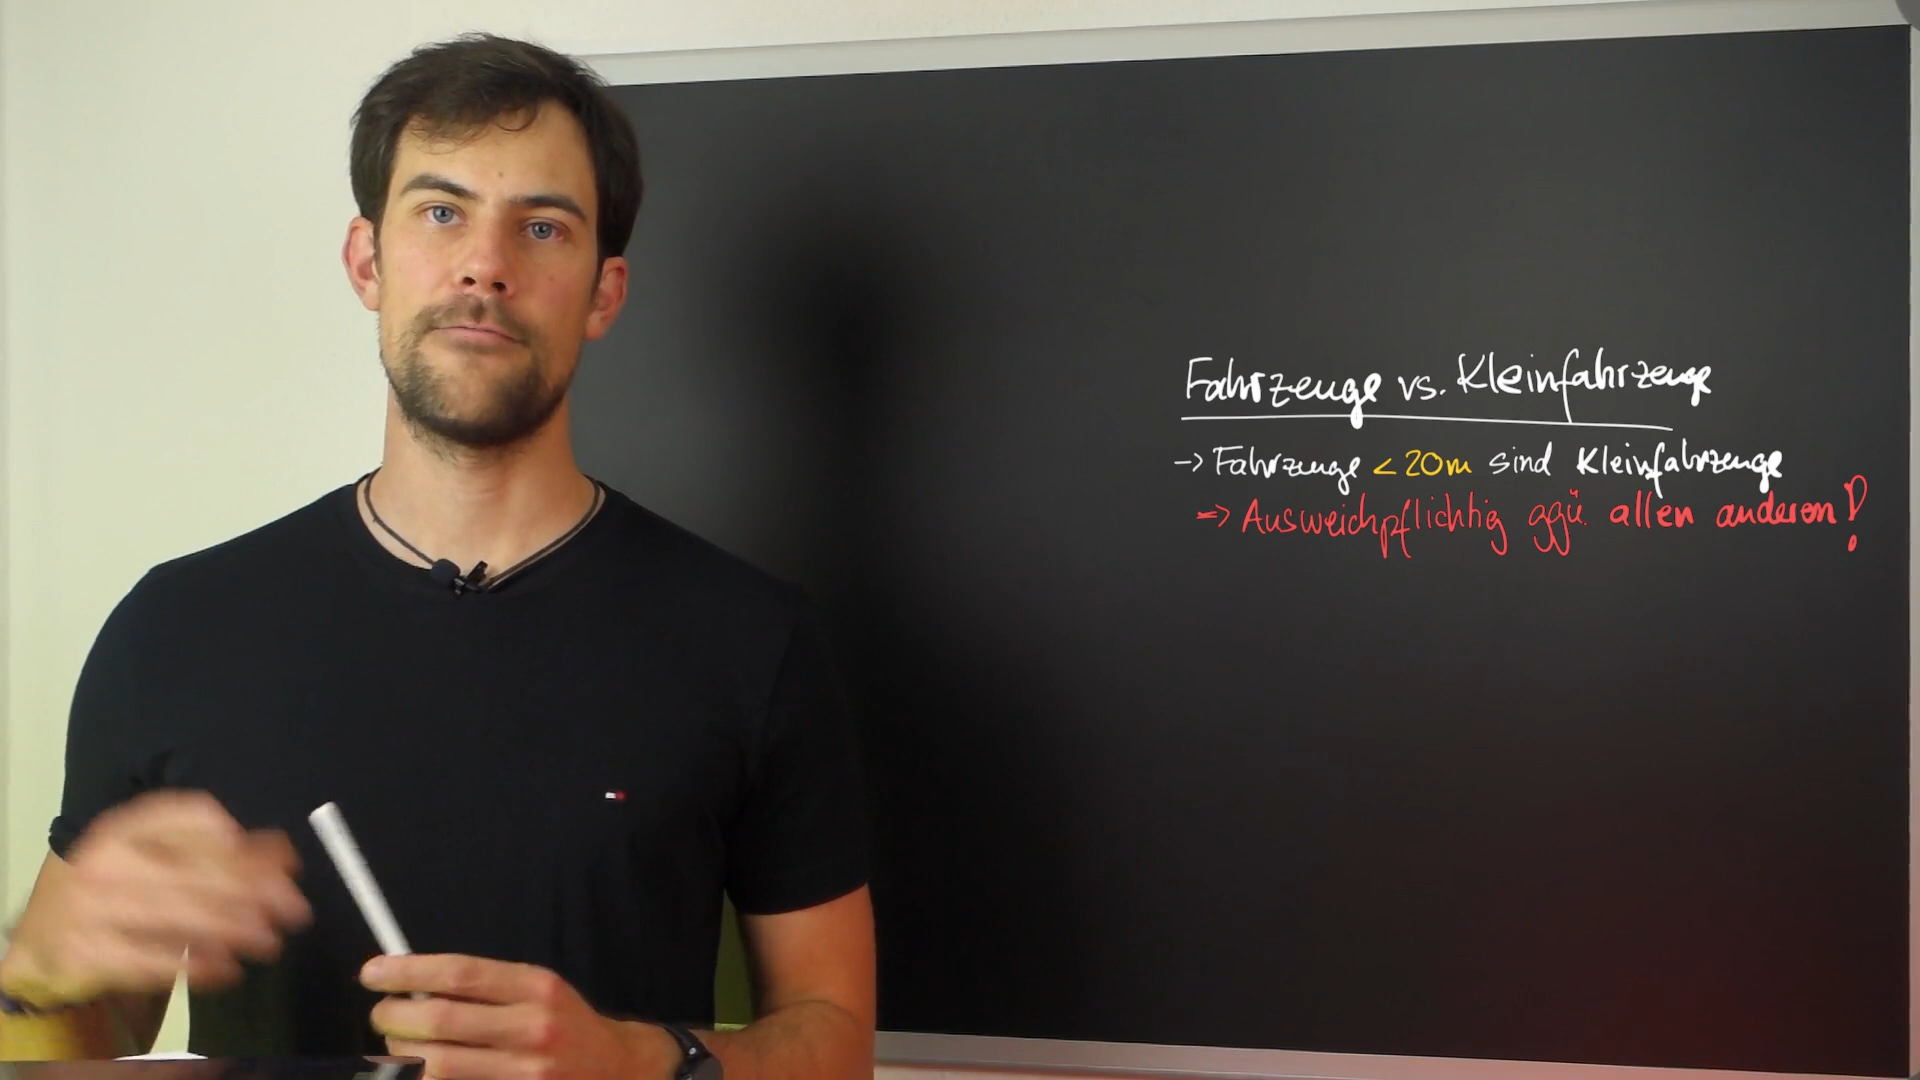 Fahrzeuge vs. Kleinfahrzeuge
-> Fahrzeuge < 20m sind Kleinfahrzeuge
=> Ausweichpflichtig ggü. allen anderen!